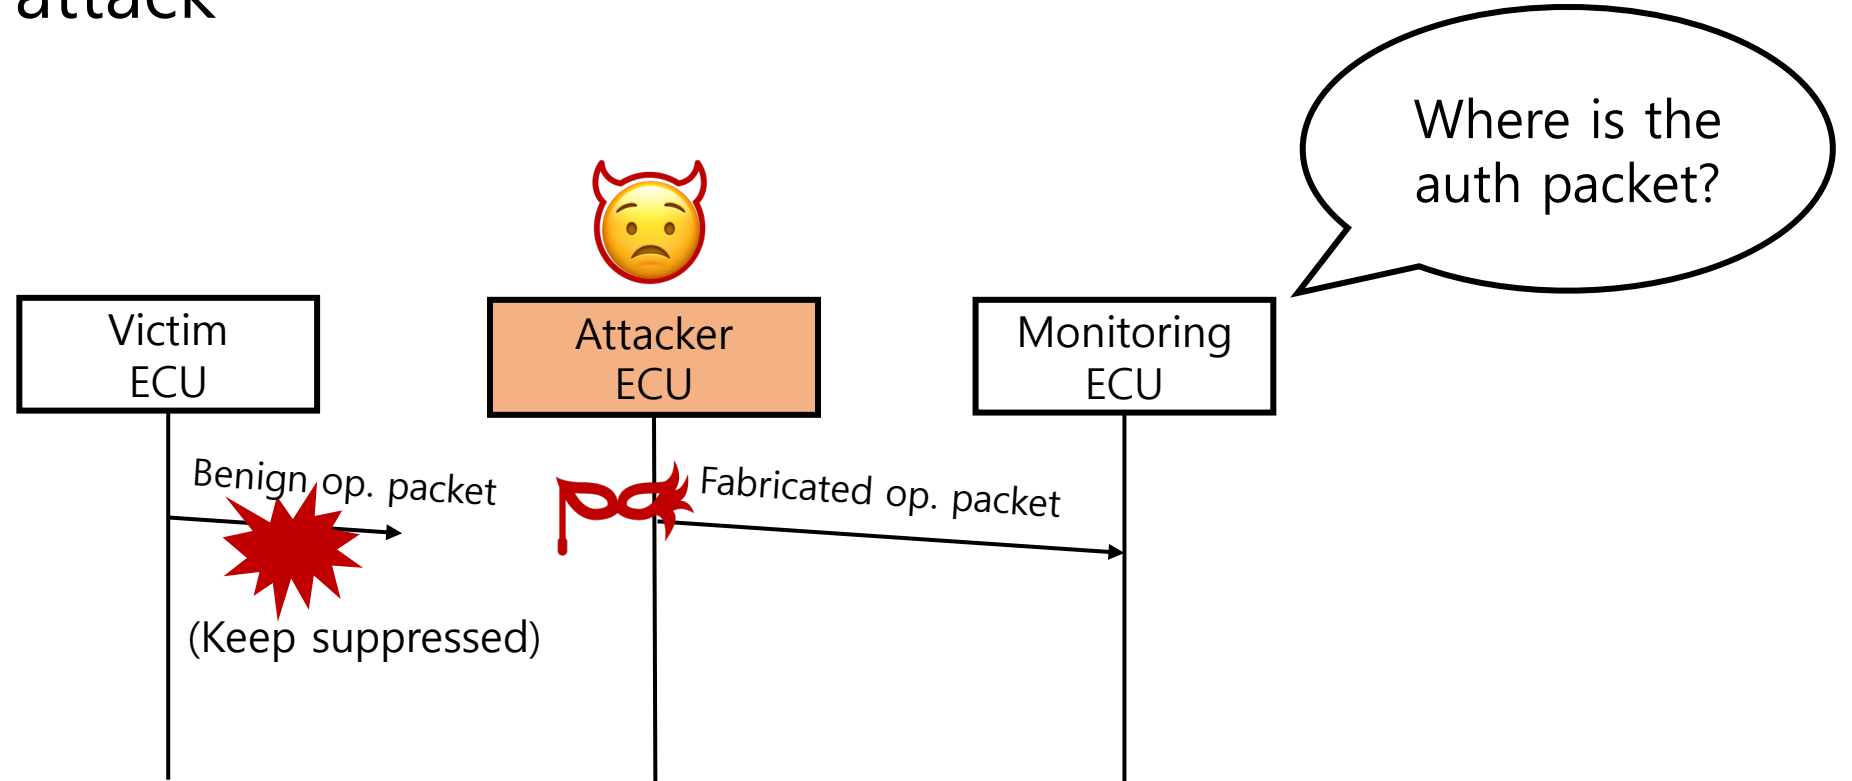 attack
Where is the
auth packet?
Victim
ECU
Attacker
ECU
Monitoring
ECU
Benign op. packet
Fabricated op. packet
(Keep suppressed)